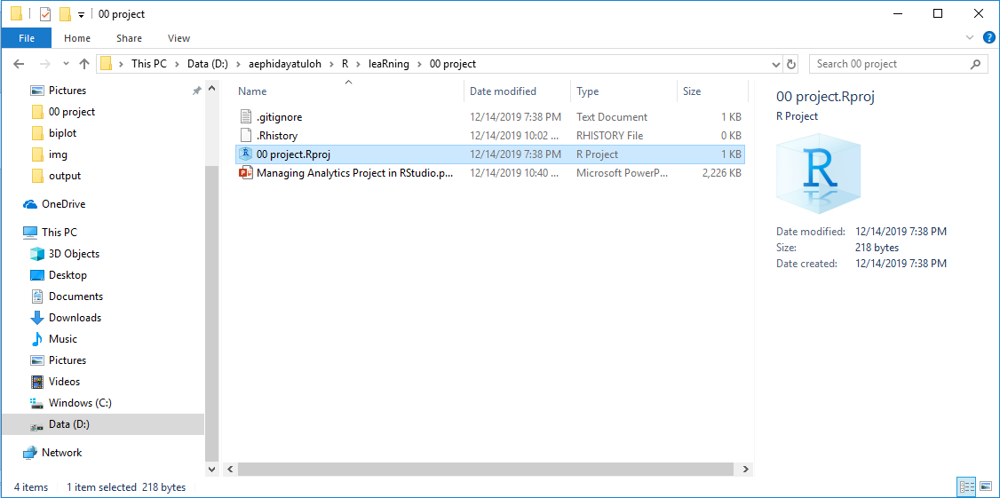 00 project
File Home Share View
This PC Data (D:) aephidayatuloh R leaRning 00 project
Search 00 project
Pictures
00 project
biplot
img
output
OneDrive
This PC
3D Objects
Desktop
Documents
Downloads
Music
Pictures
Videos
Windows (C:)
Data (D:)
Network
Name Date modified Type Size
.gitignore 12/14/2019 7:38 PM Text Document 1 KB
.Rhistory 12/14/2019 10:02 ... RHISTORY File 0 KB
00 project.Rproj 12/14/2019 7:38 PM R Project 1 KB
Managing Analytics Project in RStudio.p... 12/14/2019 10:40 ... Microsoft PowerP... 2,226 KB
00 project.Rproj
R Project
R
Date modified: 12/14/2019 7:38 PM
Size: 218 bytes
Date created: 12/14/2019 7:38 PM
4 items 1 item selected 218 bytes